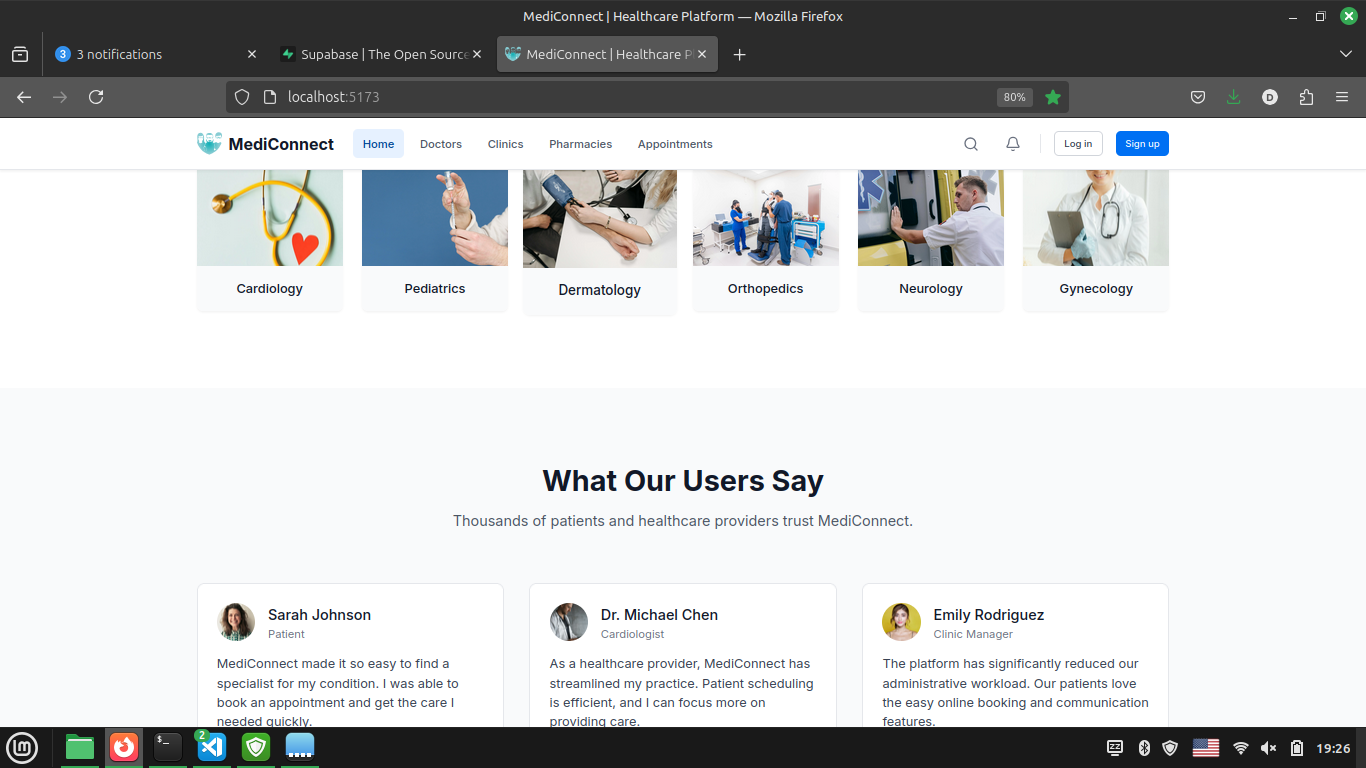 MediConnect | Healthcare Platform — Mozilla Firefox
3 3 notifications
Supabase | The Open Source
MediConnect | Healthcare P
localhost:5173
80%
D
MediConnect
Home
Doctors
Clinics
Pharmacies
Appointments
Log in
Sign up
Cardiology
Pediatrics
Dermatology
Orthopedics
Neurology
Gynecology
What Our Users Say
Thousands of patients and healthcare providers trust MediConnect.
Sarah Johnson
Patient
MediConnect made it so easy to find a
specialist for my condition. I was able to
book an appointment and get the care I
needed quickly.
Dr. Michael Chen
Cardiologist
As a healthcare provider, MediConnect has
streamlined my practice. Patient scheduling
is efficient, and I can focus more on
providing care.
Emily Rodriguez
Clinic Manager
The platform has significantly reduced our
administrative workload. Our patients love
the easy online booking and communication
features.
$_
2
zz
19:26